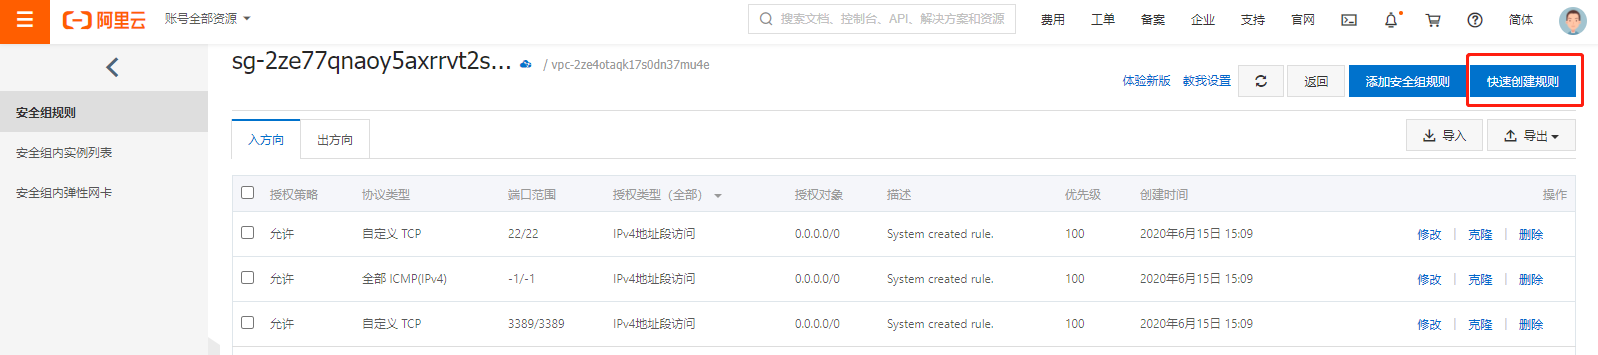 阿里云 账号全部资源 搜索文档、控制台、API、解决方案和资源 费用 工单 备案 企业 支持 官网 简体
sg-2ze77qnaoy5axrrvt2s... / vpc-2ze4otaqk17s0dn37mu4e
体验新版 教我设置 返回 添加安全组规则 快速创建规则
安全组规则
安全组内实例列表
安全组内弹性网卡
入方向 出方向 导入 导出
授权策略 协议类型 端口范围 授权类型（全部） 授权对象 描述 优先级 创建时间 操作
允许 自定义 TCP 22/22 IPv4地址段访问 0.0.0.0/0 System created rule. 100 2020年6月15日 15:09 修改 克隆 删除
允许 全部 ICMP(IPv4) -1/-1 IPv4地址段访问 0.0.0.0/0 System created rule. 100 2020年6月15日 15:09 修改 克隆 删除
允许 自定义 TCP 3389/3389 IPv4地址段访问 0.0.0.0/0 System created rule. 100 2020年6月15日 15:09 修改 克隆 删除